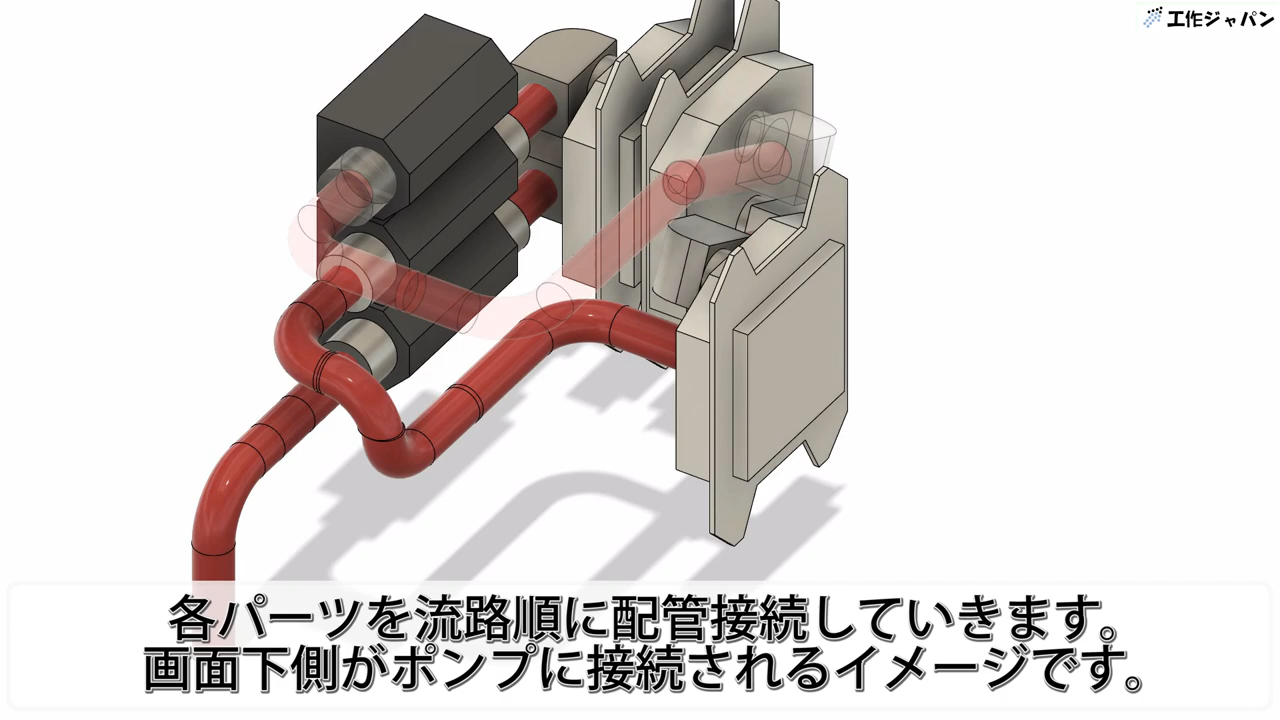 工作ジャパン
各パーツを流路順に配管接続していきます。
画面下側がポンプに接続されるイメージです。